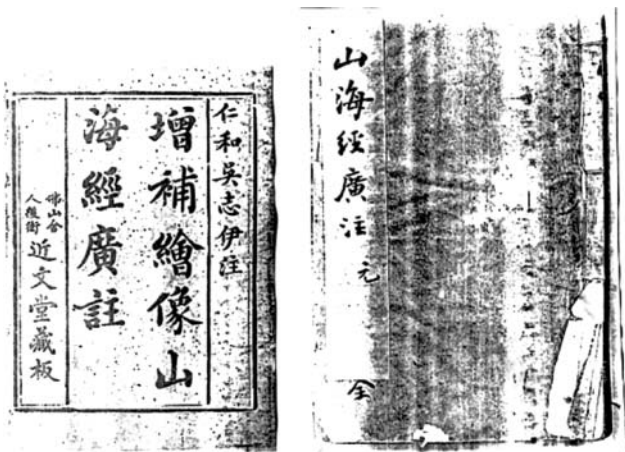 仁和吳志伊注
增補繪像山
海經廣註
佛山舍
人後街
近文堂藏板
山海經廣注 元
全